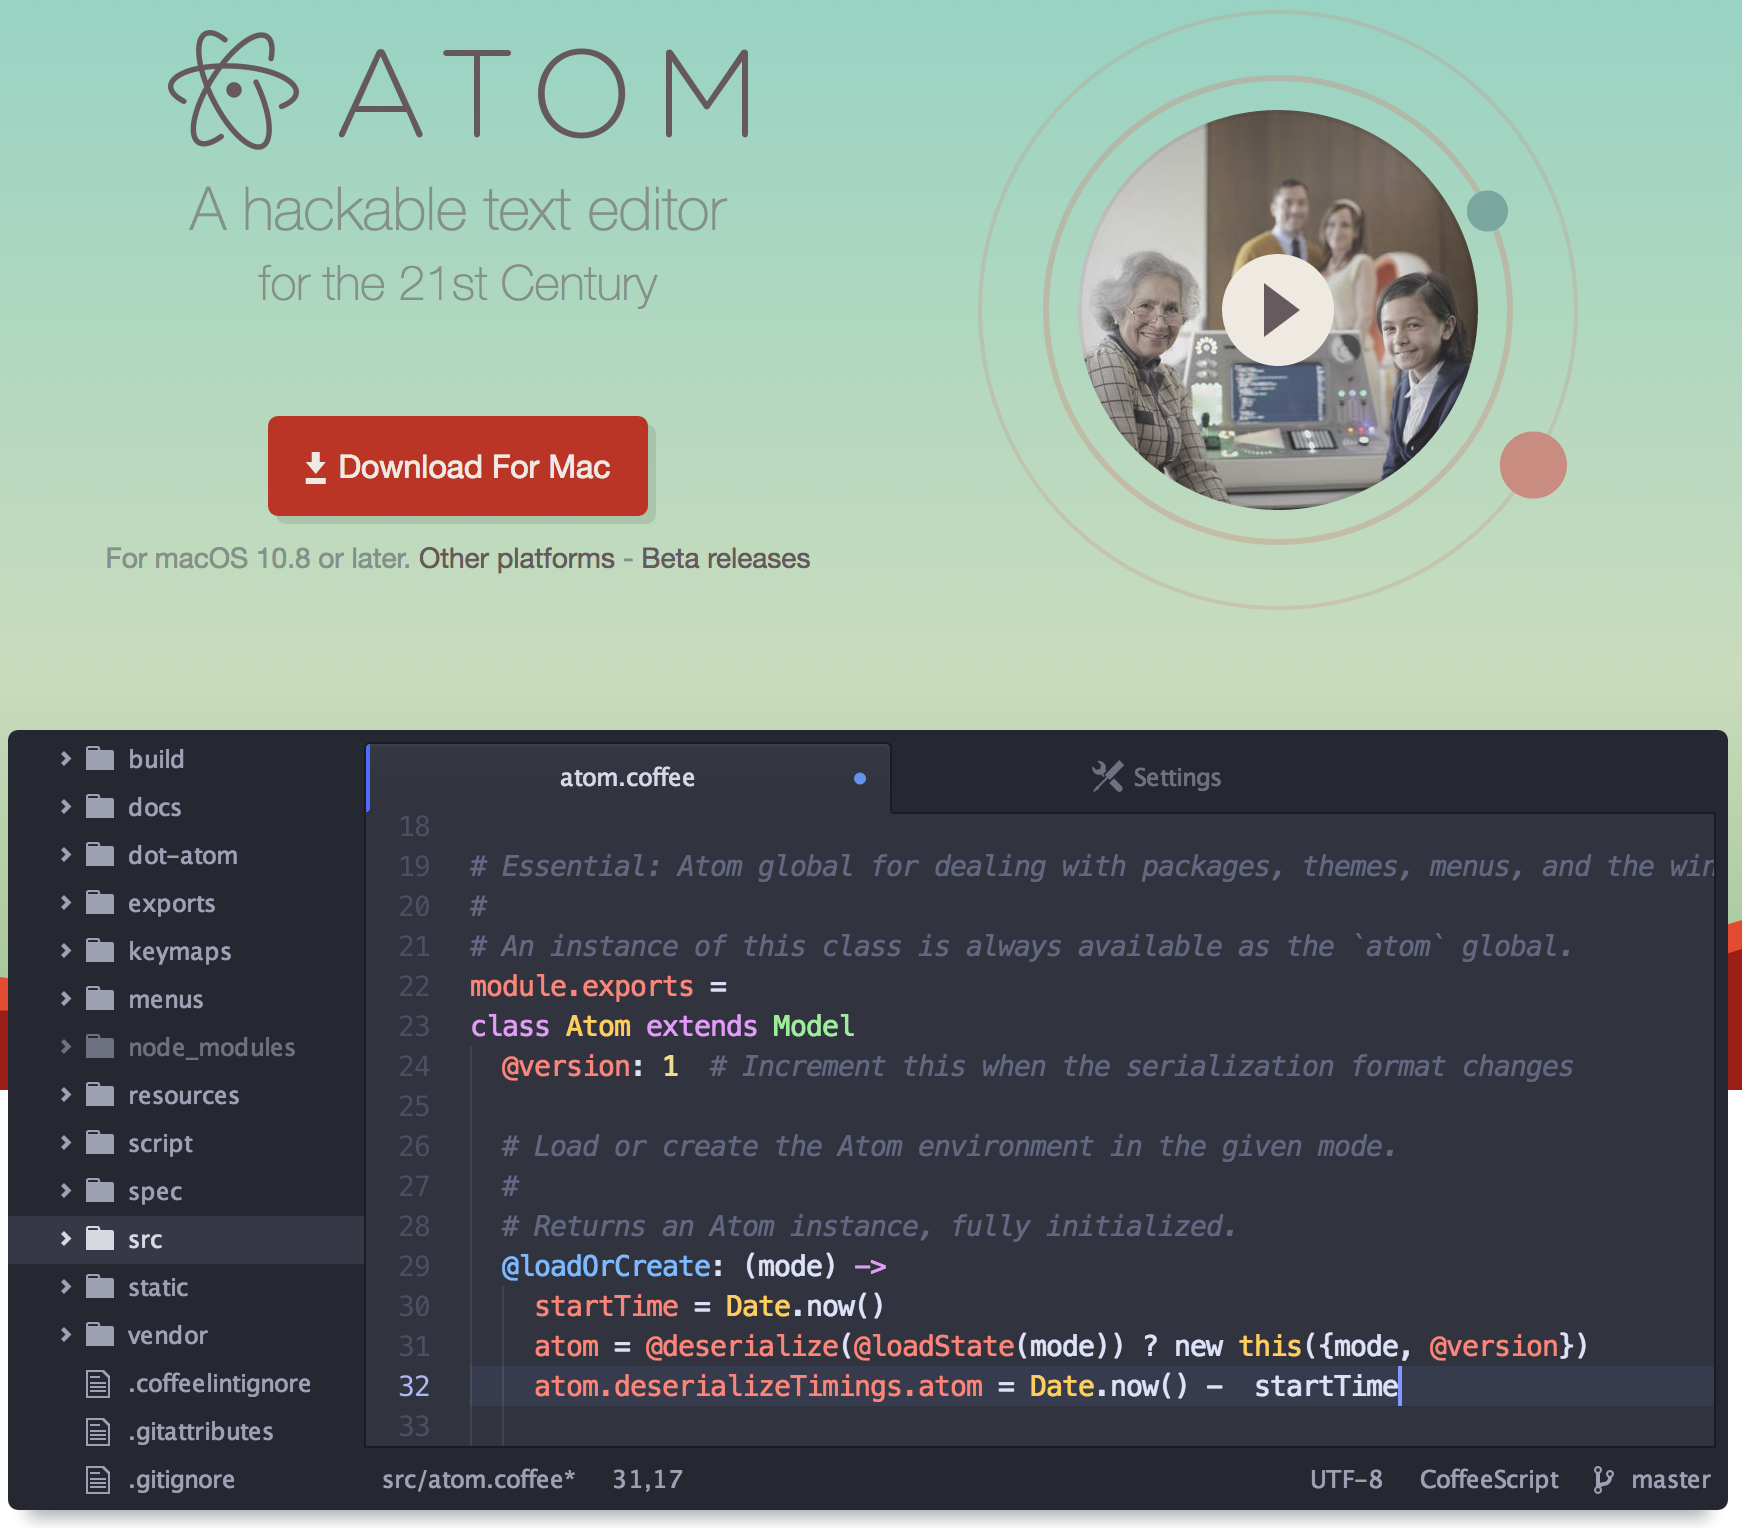 ATOM
A hackable text editor
for the 21st Century
Download For Mac
For macOS 10.8 or later. Other platforms - Beta releases
build
docs
dot-atom
exports
keymaps
menus
node_modules
resources
script
spec
src
static
vendor
.coffeelintignore
.gitattributes
.gitignore
atom.coffee
Settings
18
19 # Essential: Atom global for dealing with packages, themes, menus, and the win
20 #
21 # An instance of this class is always available as the `atom` global.
22 module.exports =
23 class Atom extends Model
24 @version: 1 # Increment this when the serialization format changes
25
26 # Load or create the Atom environment in the given mode.
27 #
28 # Returns an Atom instance, fully initialized.
29 @loadOrCreate: (mode) ->
30 startTime = Date.now()
31 atom = @deserialize(@loadState(mode)) ? new this({mode, @version})
32 atom.deserializeTimings.atom = Date.now() -  startTime
33
src/atom.coffee* 31,17 UTF-8 CoffeeScript master